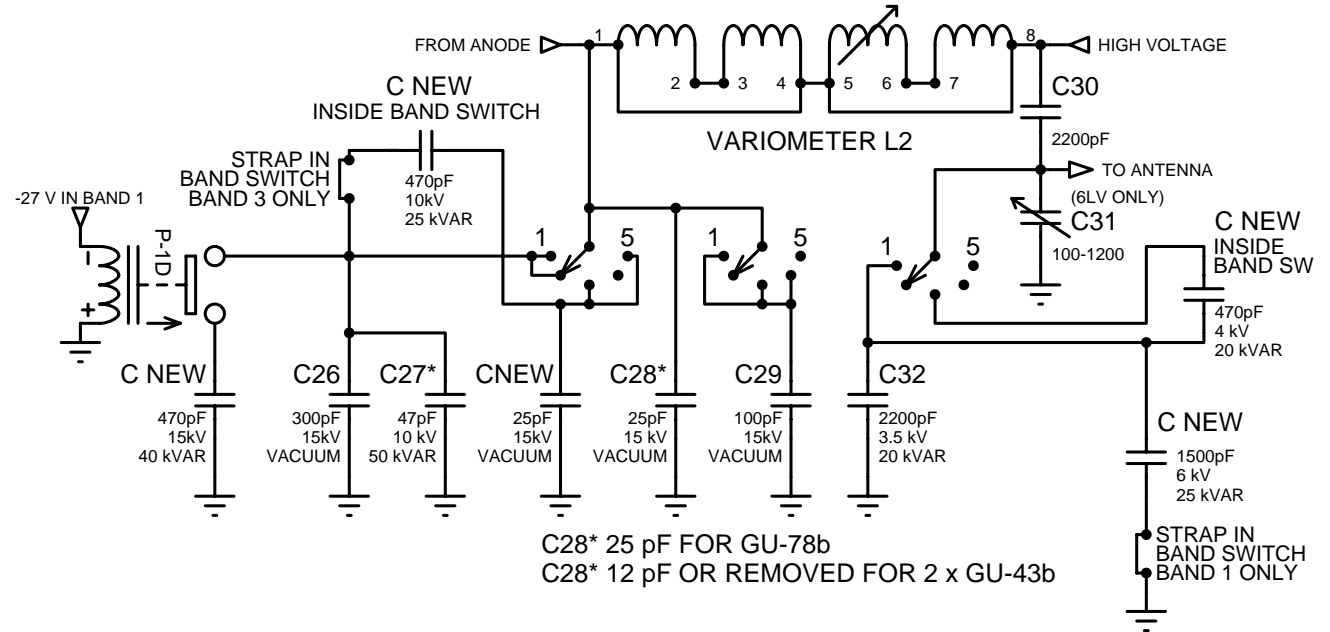 FROM ANODE
1
8
HIGH VOLTAGE
2
3
4
5
6
7
VARIOMETER L2
C30
2200pF
TO ANTENNA
(6LV ONLY)
C31
100-1200
C NEW
INSIDE BAND SWITCH
470pF
10kV
25 kVAR
STRAP IN
BAND SWITCH
BAND 3 ONLY
-27 V IN BAND 1
P-1D
-
+
1
5
1
5
1
5
C NEW
INSIDE
BAND SW
470pF
4 kV
20 kVAR
C NEW
470pF
15kV
40 kVAR
C26
300pF
15kV
VACUUM
C27*
47pF
10 kV
50 kVAR
CNEW
25pF
15kV
VACUUM
C28*
25pF
15 kV
VACUUM
C29
100pF
15kV
VACUUM
C32
2200pF
3.5 kV
20 kVAR
C NEW
1500pF
6 kV
25 kVAR
STRAP IN
BAND SWITCH
BAND 1 ONLY
C28* 25 pF FOR GU-78b
C28* 12 pF OR REMOVED FOR 2 x GU-43b